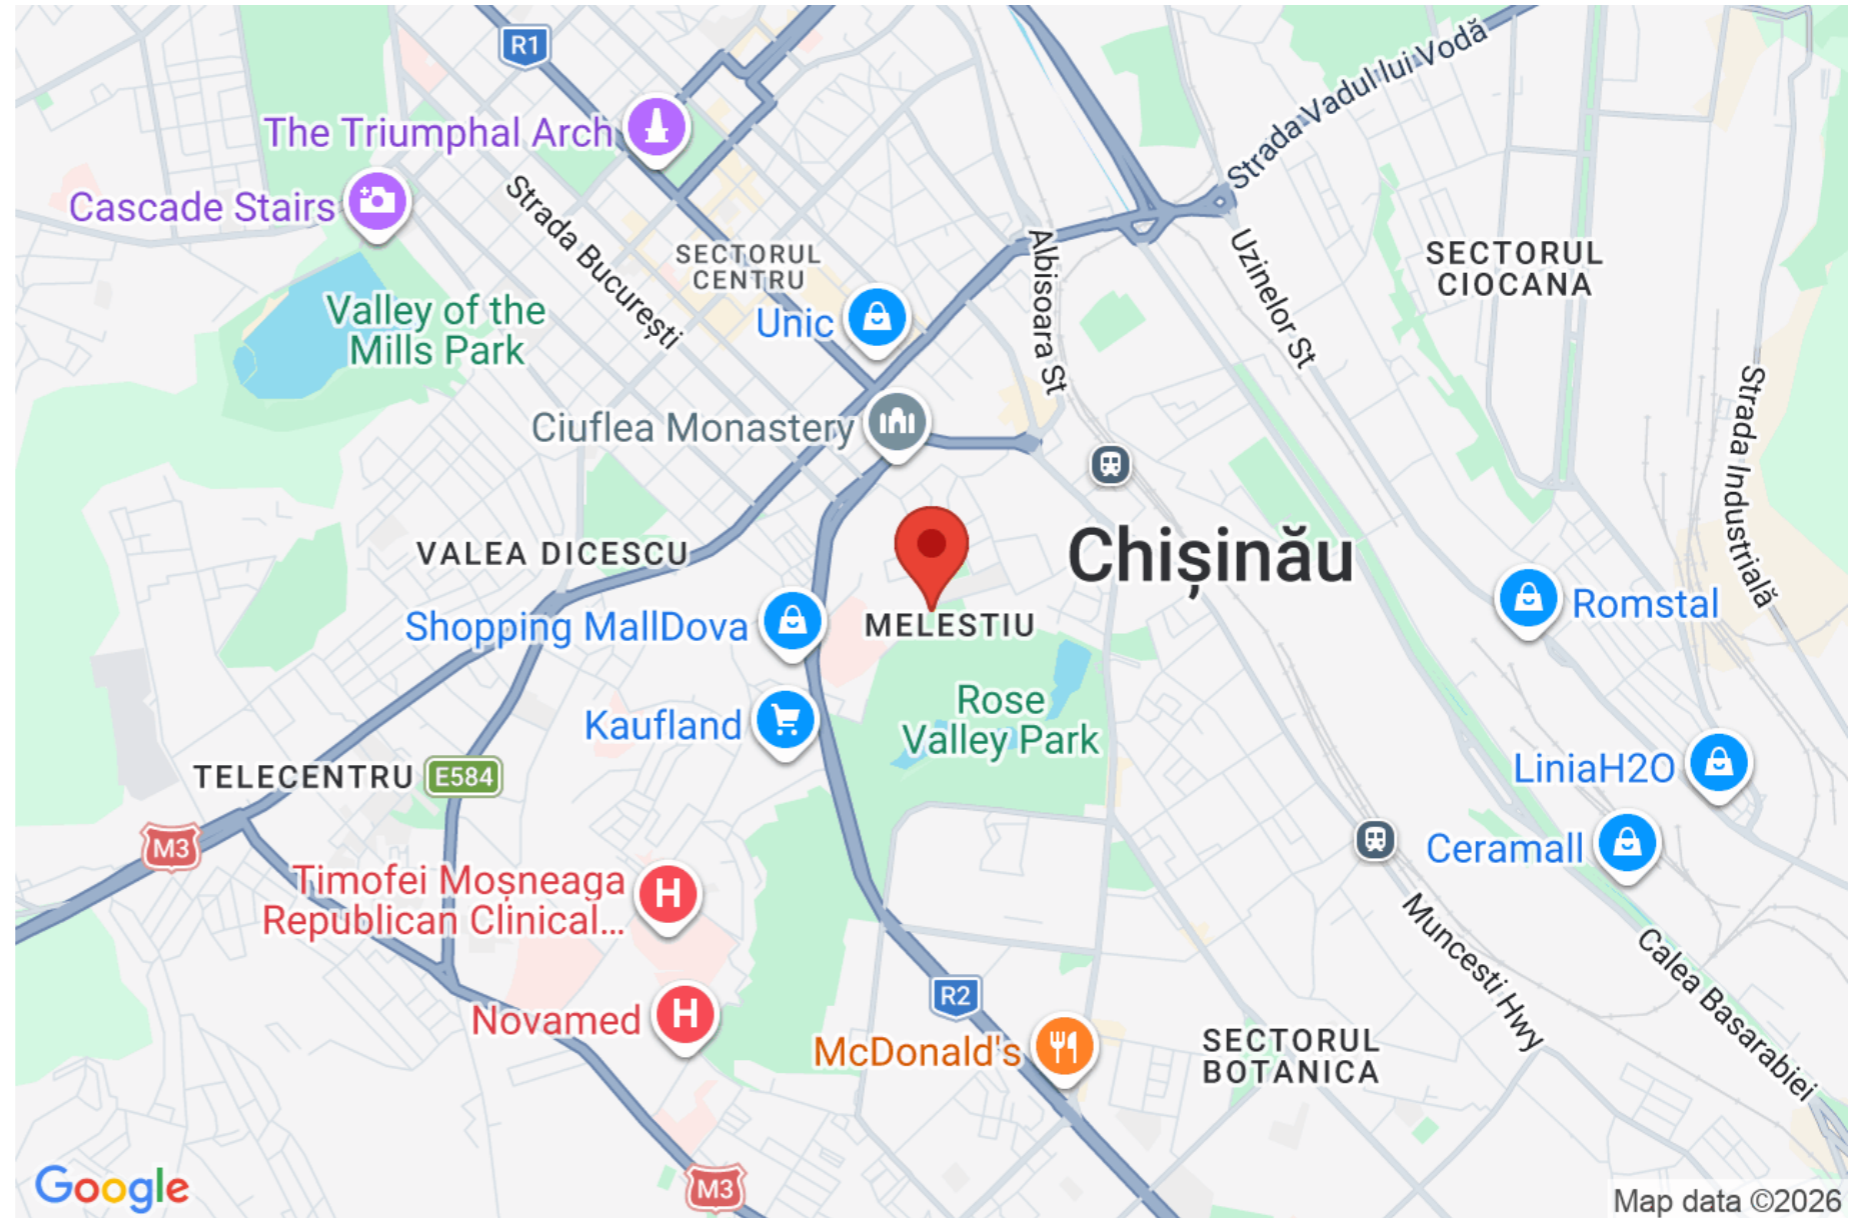 R1
Strada Vadul lui Vodă
The Triumphal Arch
Cascade Stairs
Strada București
SECTORUL
CENTRU
Albisoara St
Uzinelor St
SECTORUL
CIOCANA
Valley of the
Mills Park
Unic
Strada Industrială
Ciuflea Monastery
Chișinău
VALEA DICESCU
Shopping MallDova
MELESTIU
Romstal
Rose
Valley Park
Kaufland
TELECENTRU
E584
LiniaH2O
M3
Ceramall
Timofei Moșneaga
Republican Clinical...
H
Muncesti Hwy
Calea Basarabiei
R2
Novamed
H
McDonald's
SECTORUL
BOTANICA
M3
Google
Map data ©2026